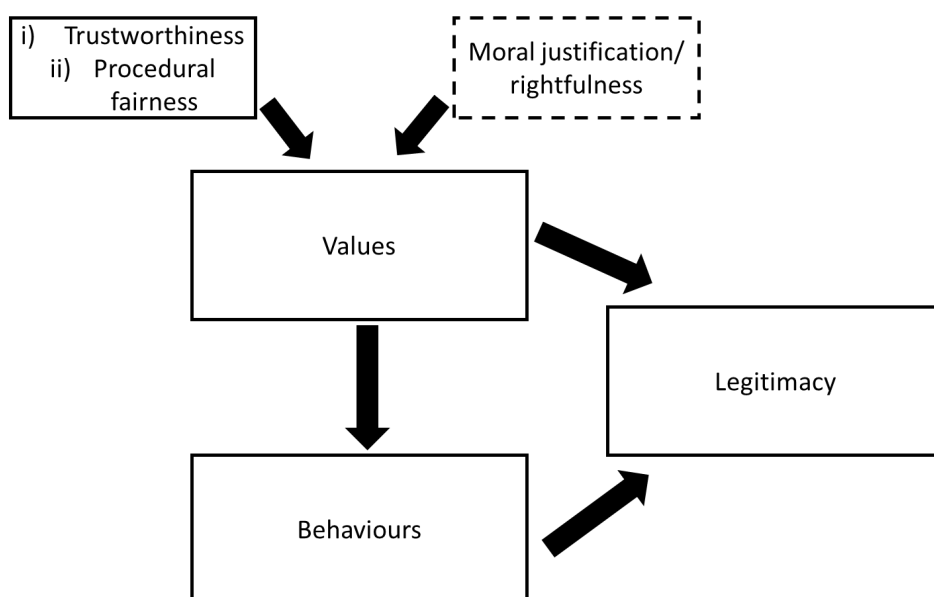 i) Trustworthiness
ii) Procedural
fairness
Moral justification/
rightfulness
Values
Legitimacy
Behaviours